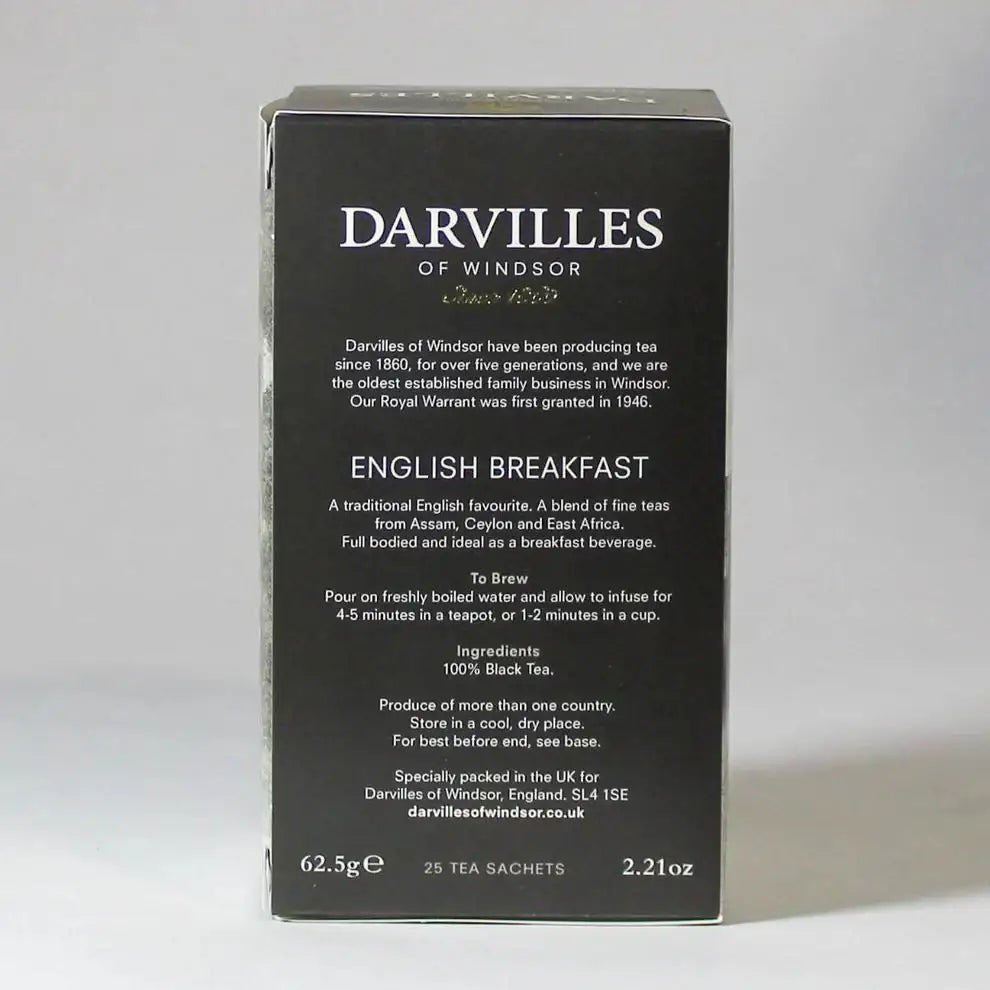 DARVILLES
DARVILLES
OF WINDSOR
Since 1860
Darvilles of Windsor have been producing tea
since 1860, for over five generations, and we are
the oldest established family business in Windsor.
Our Royal Warrant was first granted in 1946.
ENGLISH BREAKFAST
A traditional English favourite. A blend of fine teas
from Assam, Ceylon and East Africa.
Full bodied and ideal as a breakfast beverage.
To Brew
Pour on freshly boiled water and allow to infuse for
4-5 minutes in a teapot, or 1-2 minutes in a cup.
Ingredients
100% Black Tea.
Produce of more than one country.
Store in a cool, dry place.
For best before end, see base.
Specially packed in the UK for
Darvilles of Windsor, England. SL4 1SE
darvillesofwindsor.co.uk
62.5g℮ 25 TEA SACHETS 2.21oz